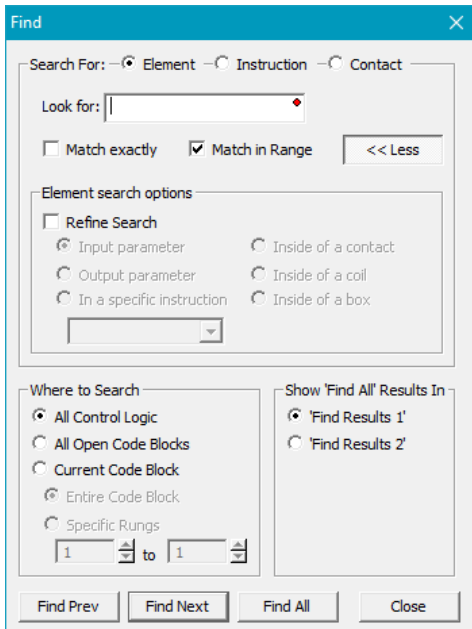 Find
Search For: Element Instruction Contact
Look for:
Match exactly Match in Range << Less
Element search options
Refine Search
Input parameter Inside of a contact
Output parameter Inside of a coil
In a specific instruction Inside of a box
Where to Search Show 'Find All' Results In
All Control Logic 'Find Results 1'
All Open Code Blocks 'Find Results 2'
Current Code Block
Entire Code Block
Specific Rungs
1 to 1
Find Prev Find Next Find All Close